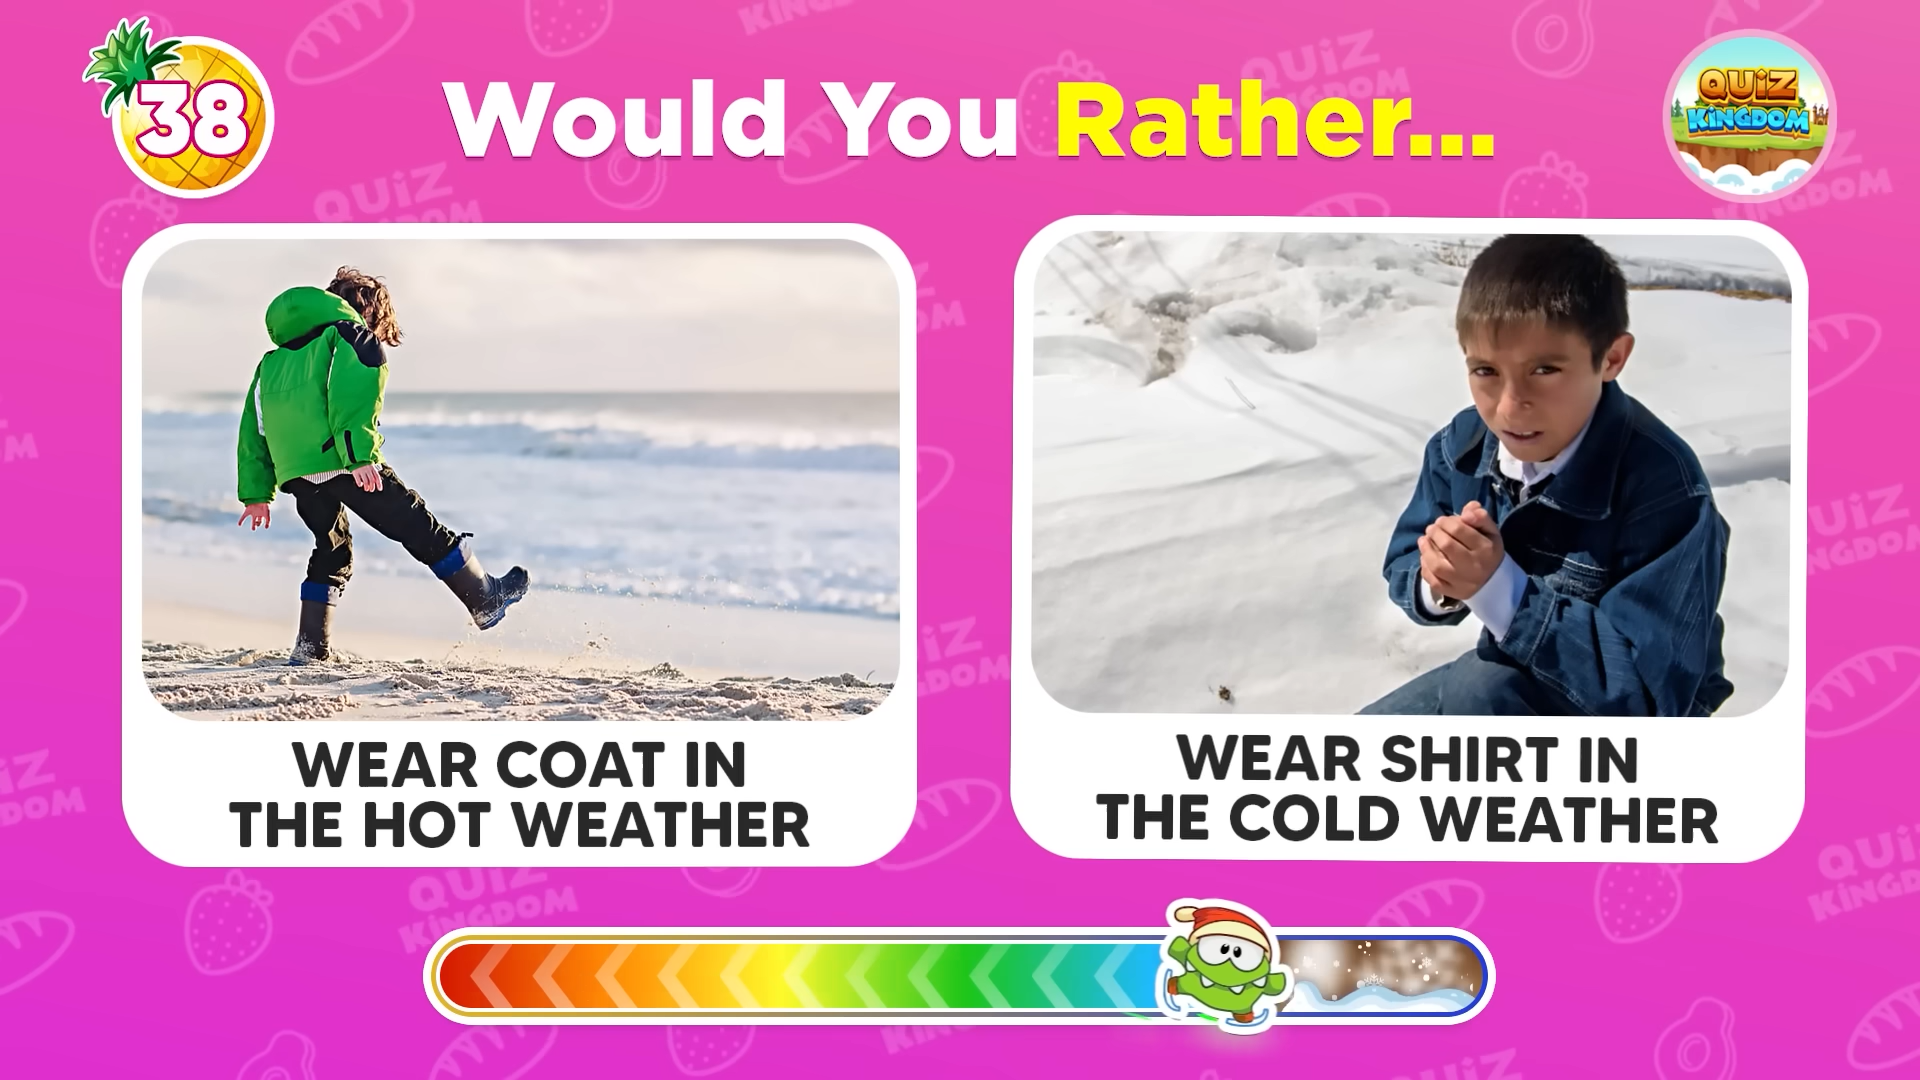 38
Would You Rather...
QUiZ
KiNGDOM
WEAR COAT IN
THE HOT WEATHER
WEAR SHIRT IN
THE COLD WEATHER